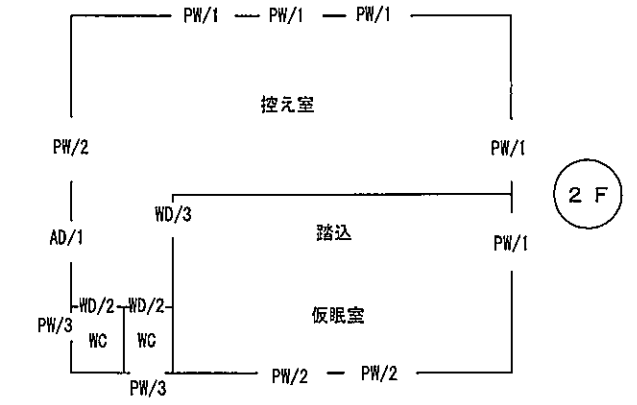 PW/1 PW/1 PW/1
控え室
PW/2
PW/1
2 F
WD/3
AD/1
踏込
PW/1
WD/2 WD/2
仮眠室
PW/3
WC WC
PW/3
PW/2 PW/2